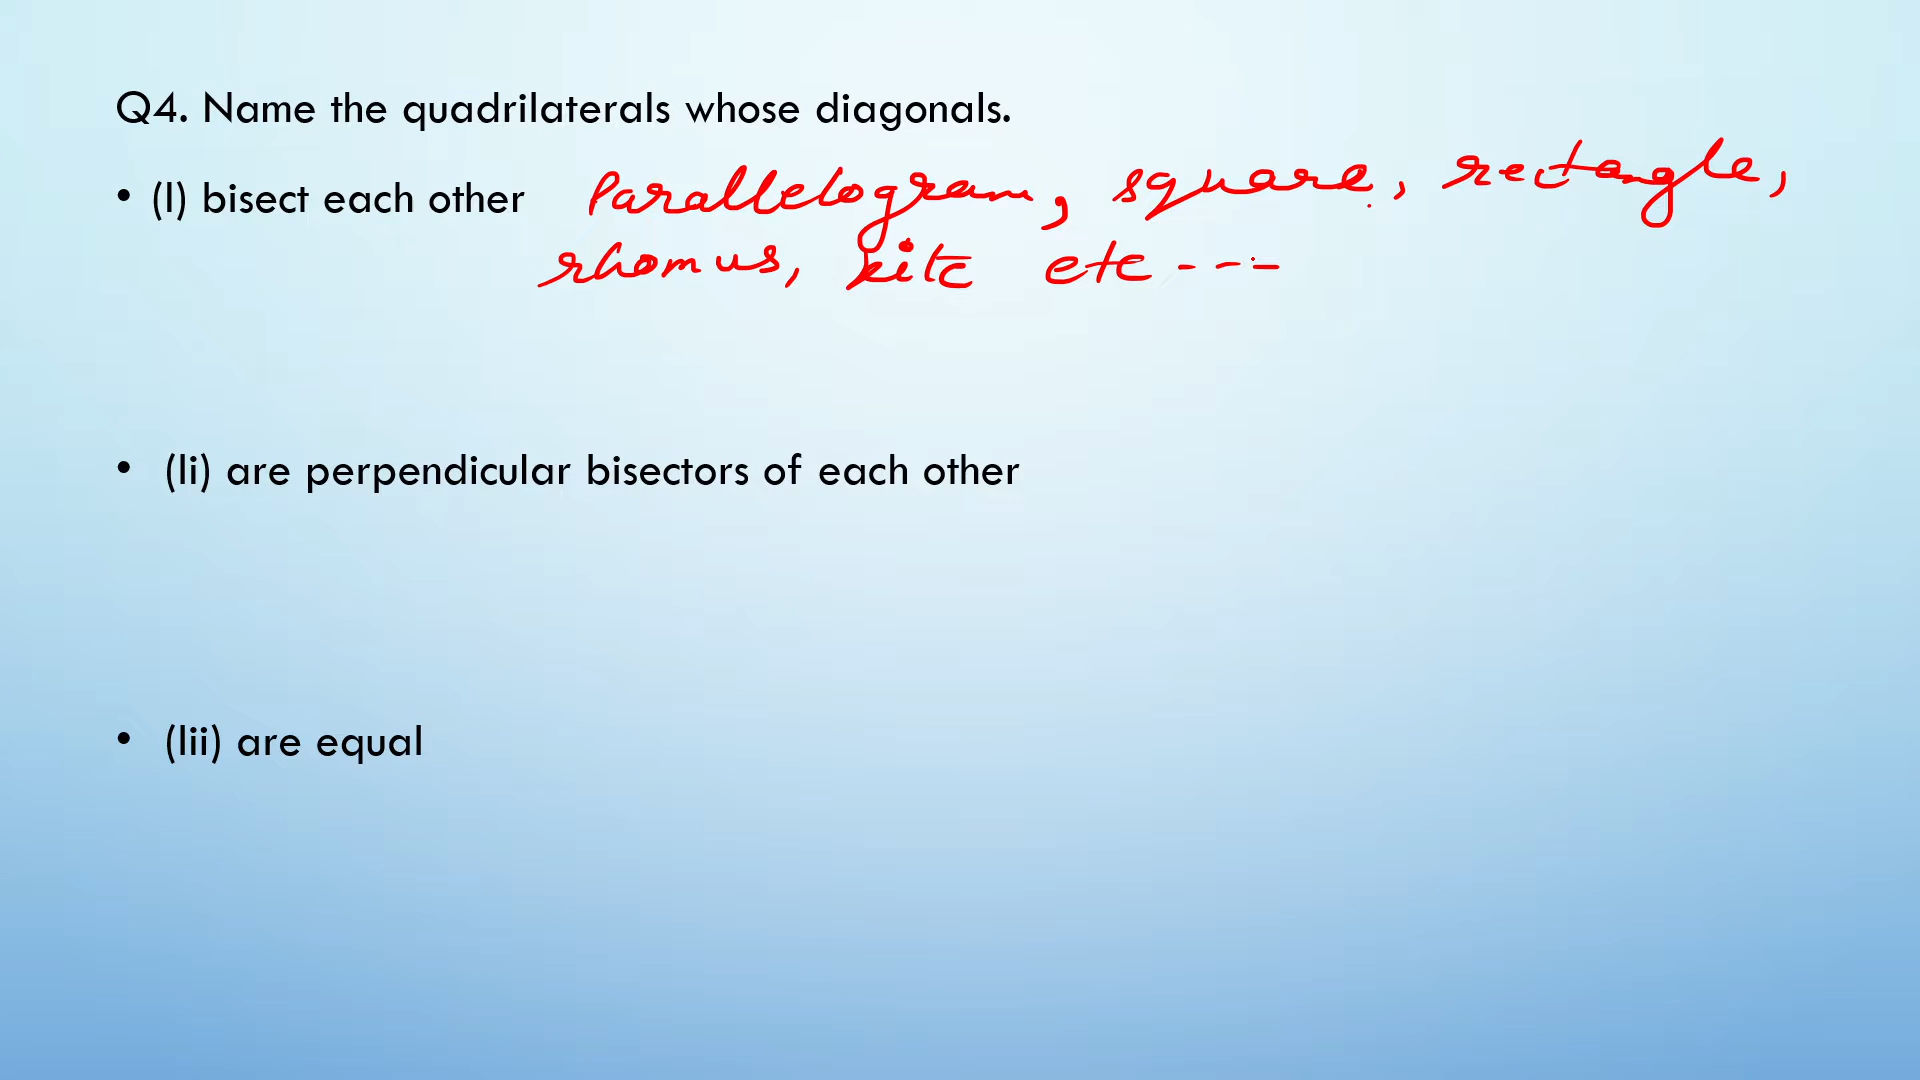 Q4. Name the quadrilaterals whose diagonals.
• (I) bisect each other Parallelogram, square, rectangle,
rhomus, kite etc - - - -
• (Ii) are perpendicular bisectors of each other
• (Iii) are equal